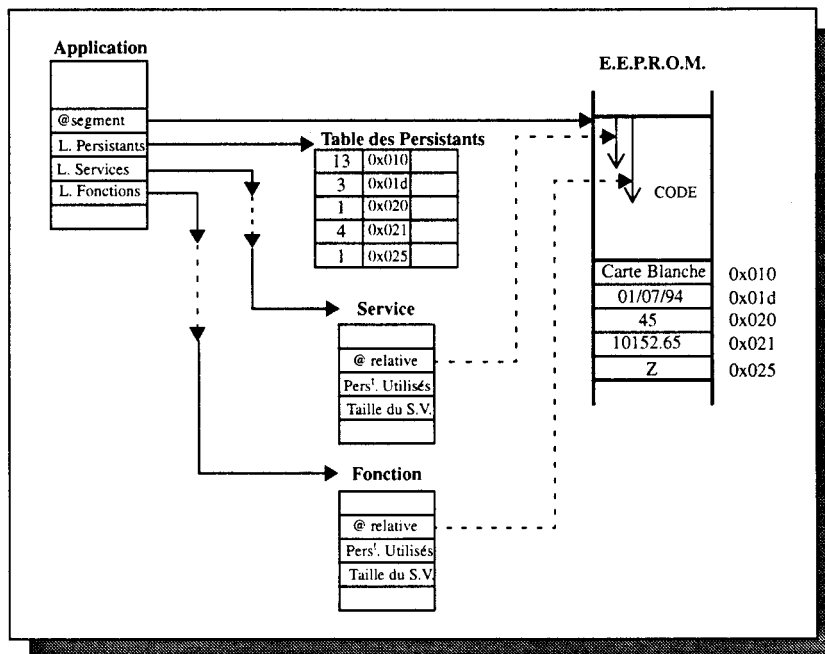 Application
@segment
L. Persistants
L. Services
L. Fonctions
Table des Persistants
13 0x010
3 0x01d
1 0x020
4 0x021
1 0x025
Service
@ relative
Persᵗ. Utilisés
Taille du S.V.
Fonction
@ relative
Persᵗ. Utilisés
Taille du S.V.
E.E.P.R.O.M.
CODE
Carte Blanche 0x010
01/07/94 0x01d
45 0x020
10152.65 0x021
Z 0x025